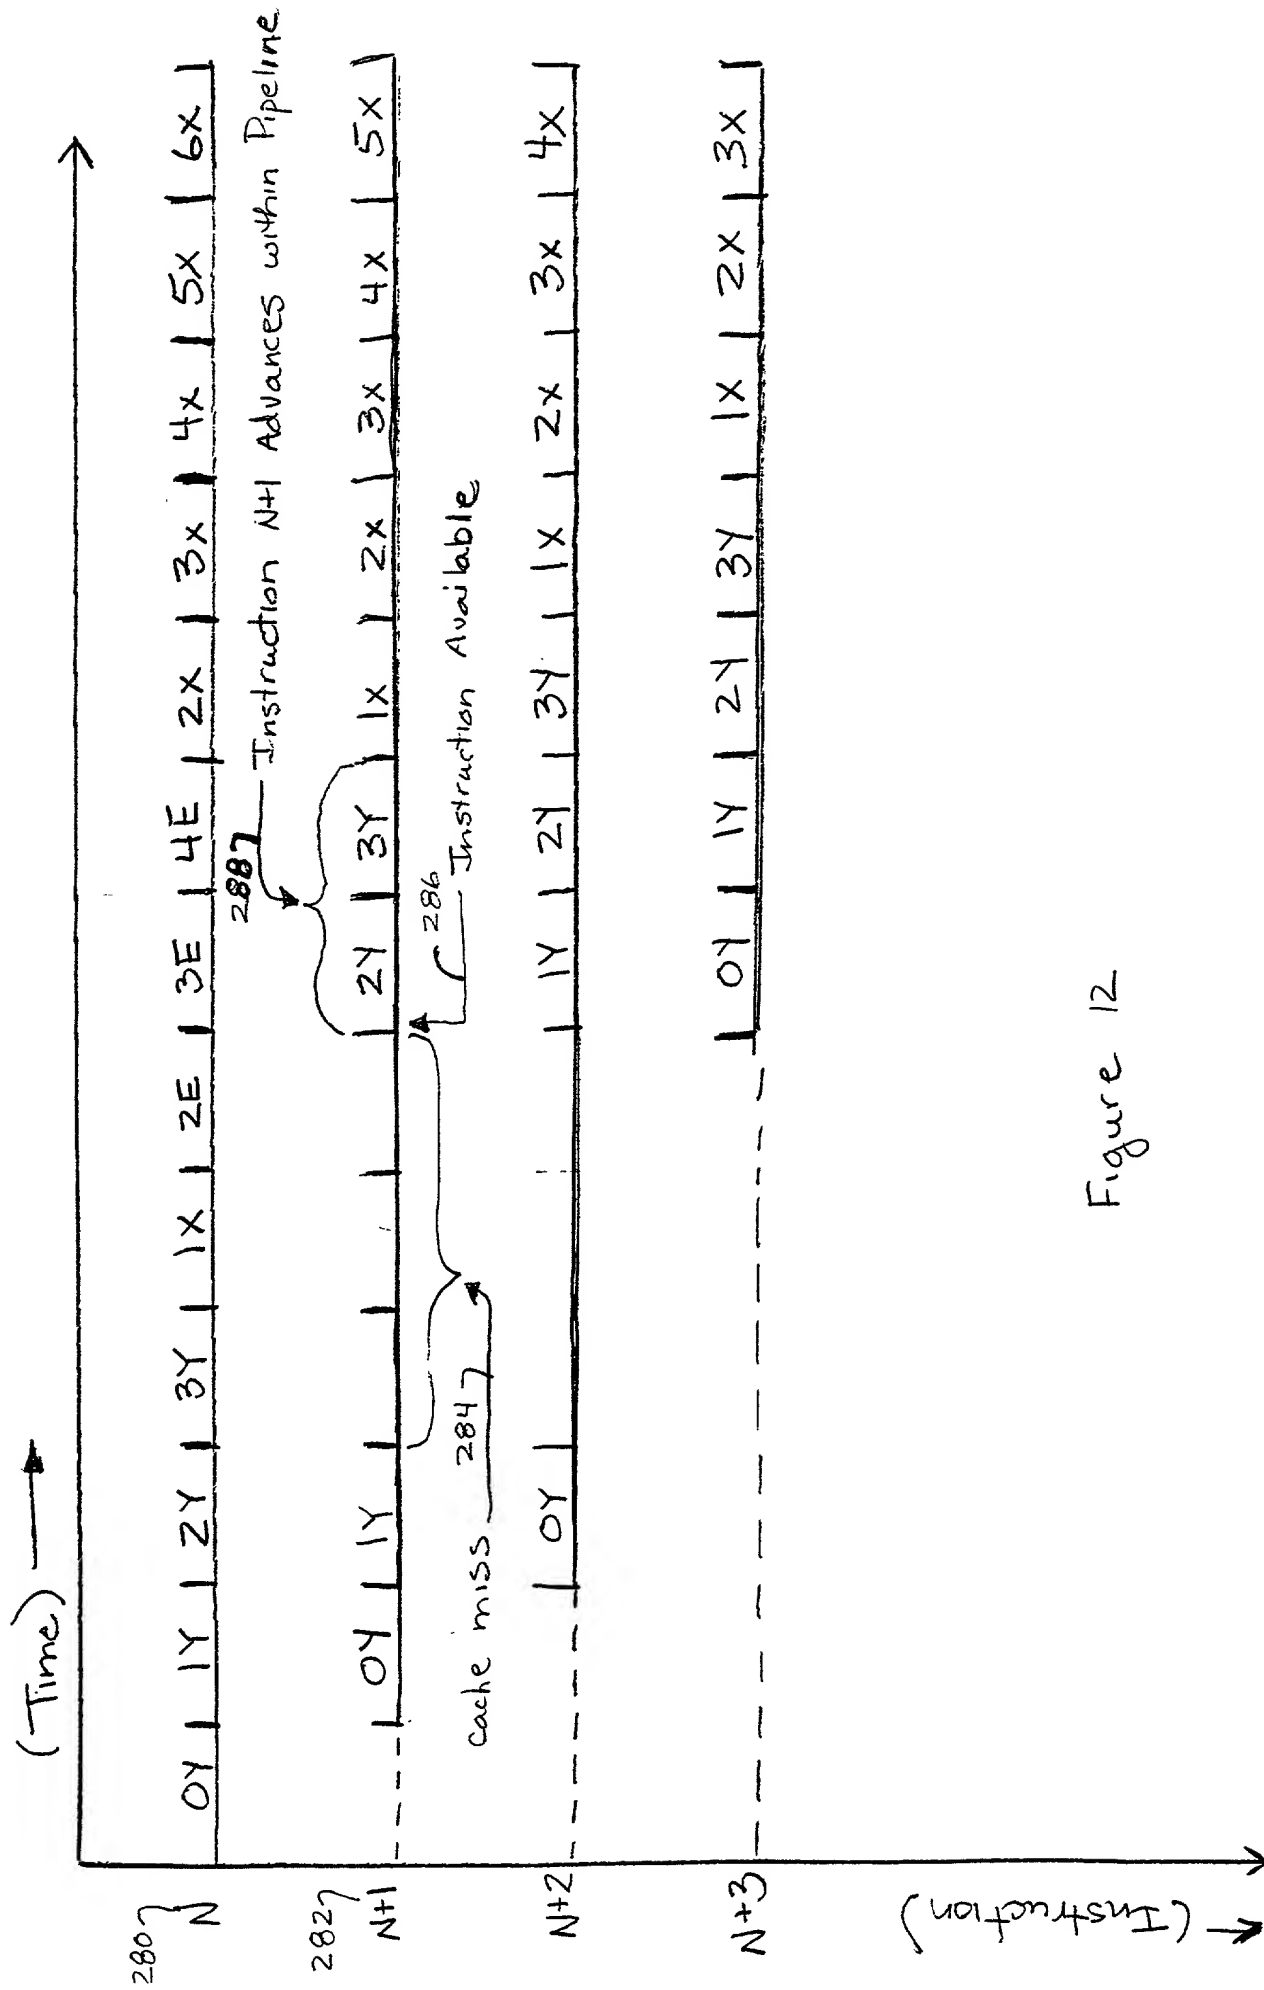 (Time)
280
N
0Y 1Y 2Y 3Y 1X 2E 3E 4E 2X 3X 4X 5X 6X
288
Instruction N+1 Advances within Pipeline
282
N+1
0Y 1Y 2Y 3Y 1X 2X 3X 4X 5X
cache miss 284
286
Instruction Available
N+2
0Y 1Y 2Y 3Y 1X 2X 3X 4X
N+3
0Y 1Y 2Y 3Y 1X 2X 3X
(Instruction)
Figure 12